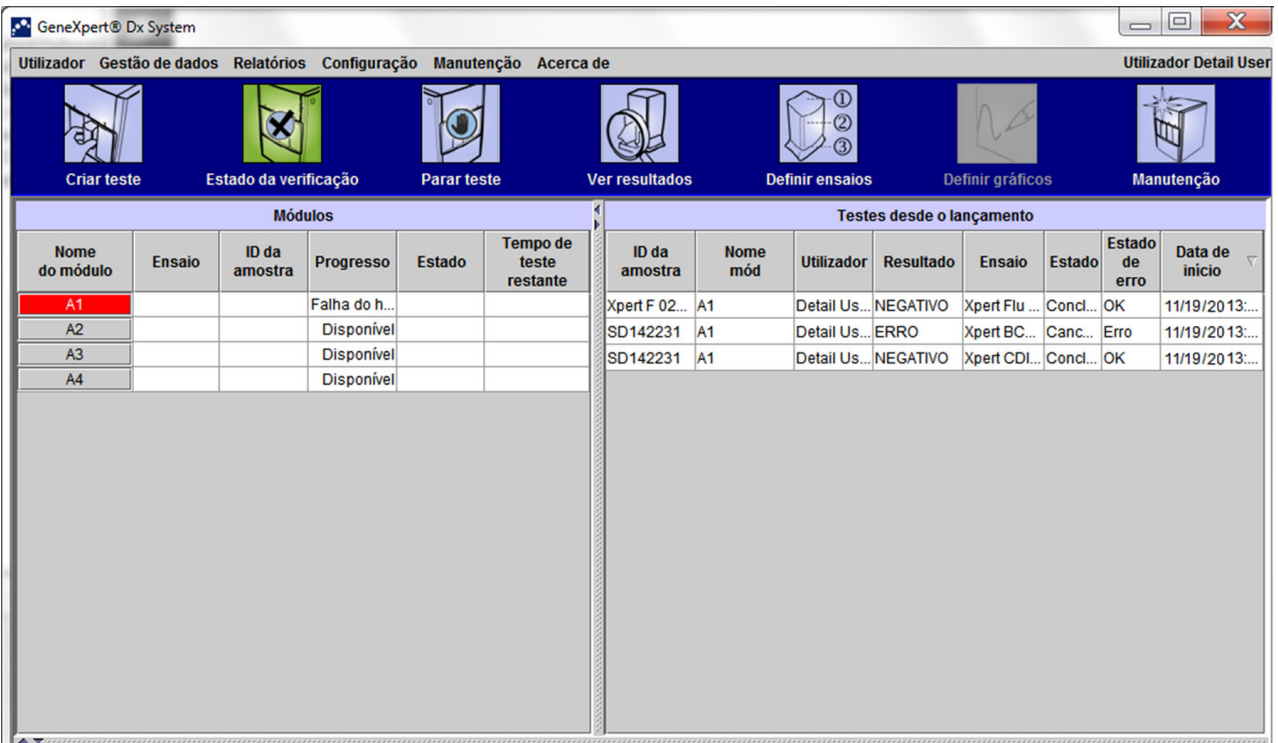 GeneXpert® Dx System
Utilizador Gestão de dados Relatórios Configuração Manutenção Acerca de Utilizador Detail User
① ② ③
Criar teste Estado da verificação Parar teste Ver resultados Definir ensaios Definir gráficos Manutenção
Módulos
Nome do módulo Ensaio ID da amostra Progresso Estado Tempo de teste restante
A1 Falha do h...
A2 Disponível
A3 Disponível
A4 Disponível
Testes desde o lançamento
ID da amostra Nome mód Utilizador Resultado Ensaio Estado Estado de erro Data de início
Xpert F 02... A1 Detail Us... NEGATIVO Xpert Flu ... Concl... OK 11/19/2013:...
SD142231 A1 Detail Us... ERRO Xpert BC... Canc... Erro 11/19/2013:...
SD142231 A1 Detail Us... NEGATIVO Xpert CDI... Concl... OK 11/19/2013:...